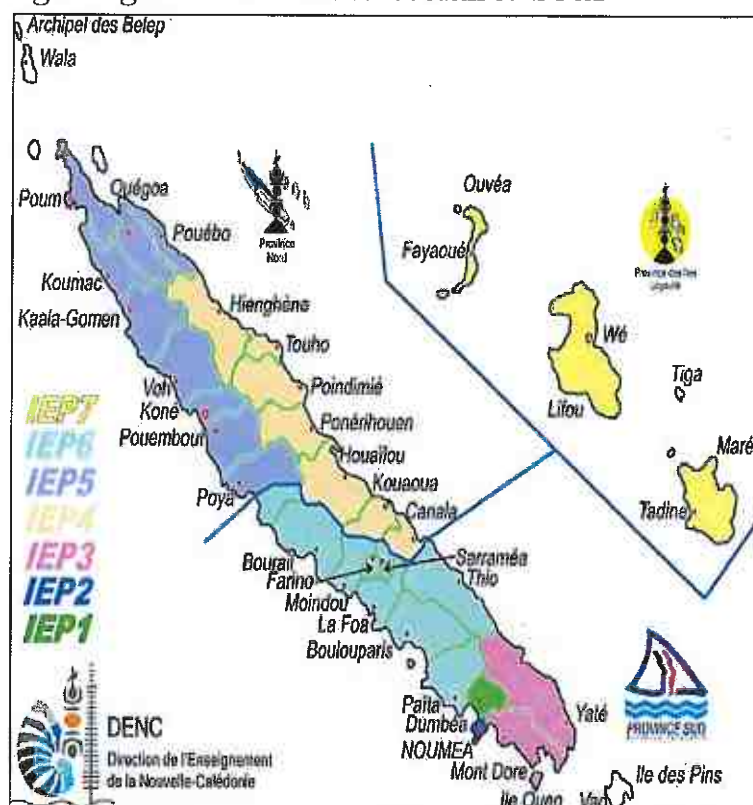 Archipel des Belep
Wala
Ouégoa
Poum
Pouébo
Province
Nord
Ouvéa
Fayaoué
Province des Iles
Koumac
Kaala-Gomen
Hienghène
Touho
Wé
Tiga
Lifou
Voh
Koné
Pouembout
Poindimié
Ponérihouen
Houaïlou
Kouaoua
Canala
Poya
Maré
Tadine
IEP7
IEP6
IEP5
IEP4
IEP3
IEP2
IEP1
Bourail
Farino
Moindou
La Foa
Boulouparis
Sarraméa
Thio
Païta
Dumbéa
NOUMEA
Mont Dore
Yaté
PROVINCE SUD
Ile Ouen
Ile des Pins
Vao
DENC
Direction de l'Enseignement
de la Nouvelle-Calédonie